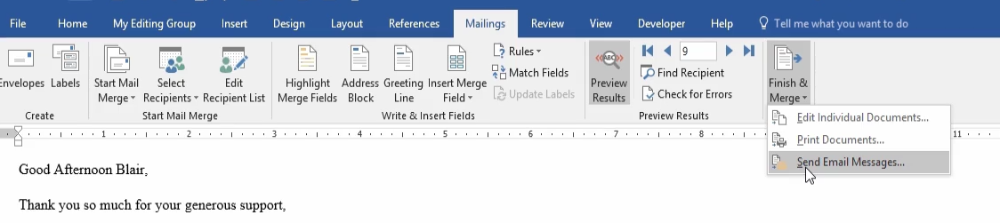 File Home My Editing Group Insert Design Layout References Mailings Review View Developer Help Tell me what you want to do
Envelopes Labels
Create
Start Mail Merge
Select Recipients
Edit Recipient List
Start Mail Merge
Highlight Merge Fields
Address Block
Greeting Line
Insert Merge Field
Rules
Match Fields
Update Labels
Write & Insert Fields
ABC
Preview Results
9
Find Recipient
Check for Errors
Preview Results
Finish & Merge
Edit Individual Documents...
Print Documents...
Send Email Messages...
1 2 3 4 5 6 7 8 11
Good Afternoon Blair,
Thank you so much for your generous support,